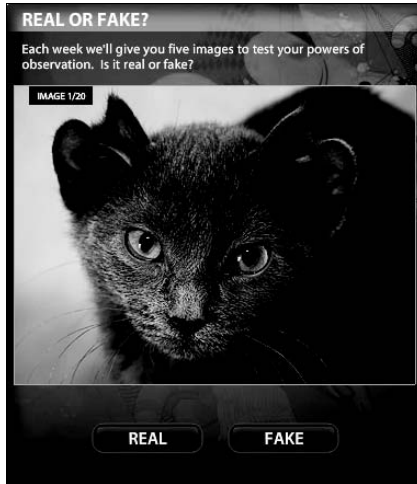 REAL OR FAKE?
Each week we'll give you five images to test your powers of
observation.  Is it real or fake?
IMAGE 1/20
REAL
FAKE